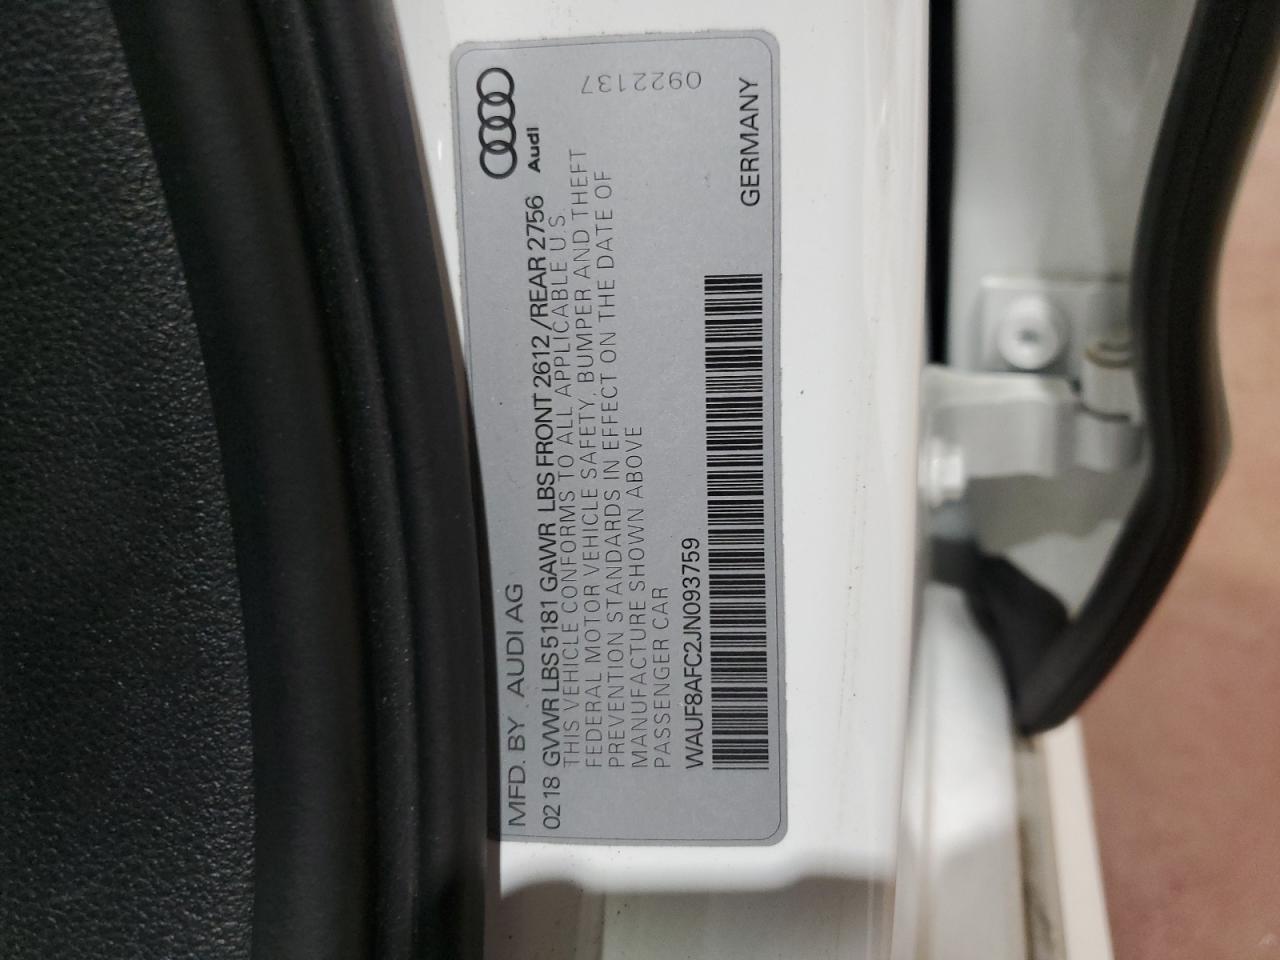 MFD. BY AUDI AG
Audi
02 18 GVWR LBS 5181 GAWR LBS FRONT 2612 /REAR 2756
THIS VEHICLE CONFORMS TO ALL APPLICABLE U.S.
FEDERAL MOTOR VEHICLE SAFETY, BUMPER AND THEFT
PREVENTION STANDARDS IN EFFECT ON THE DATE OF
MANUFACTURE SHOWN ABOVE
PASSENGER CAR
WAUF8AFC2JN093759
GERMANY
0922137